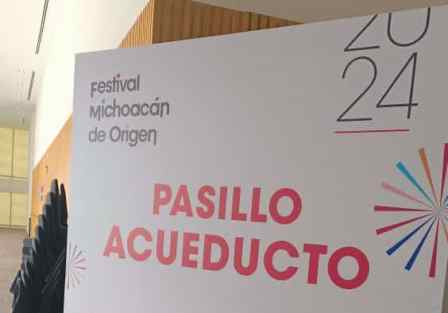 Festival
Michoacán
de Origen
20
24
PASILLO
ACUEDUCTO